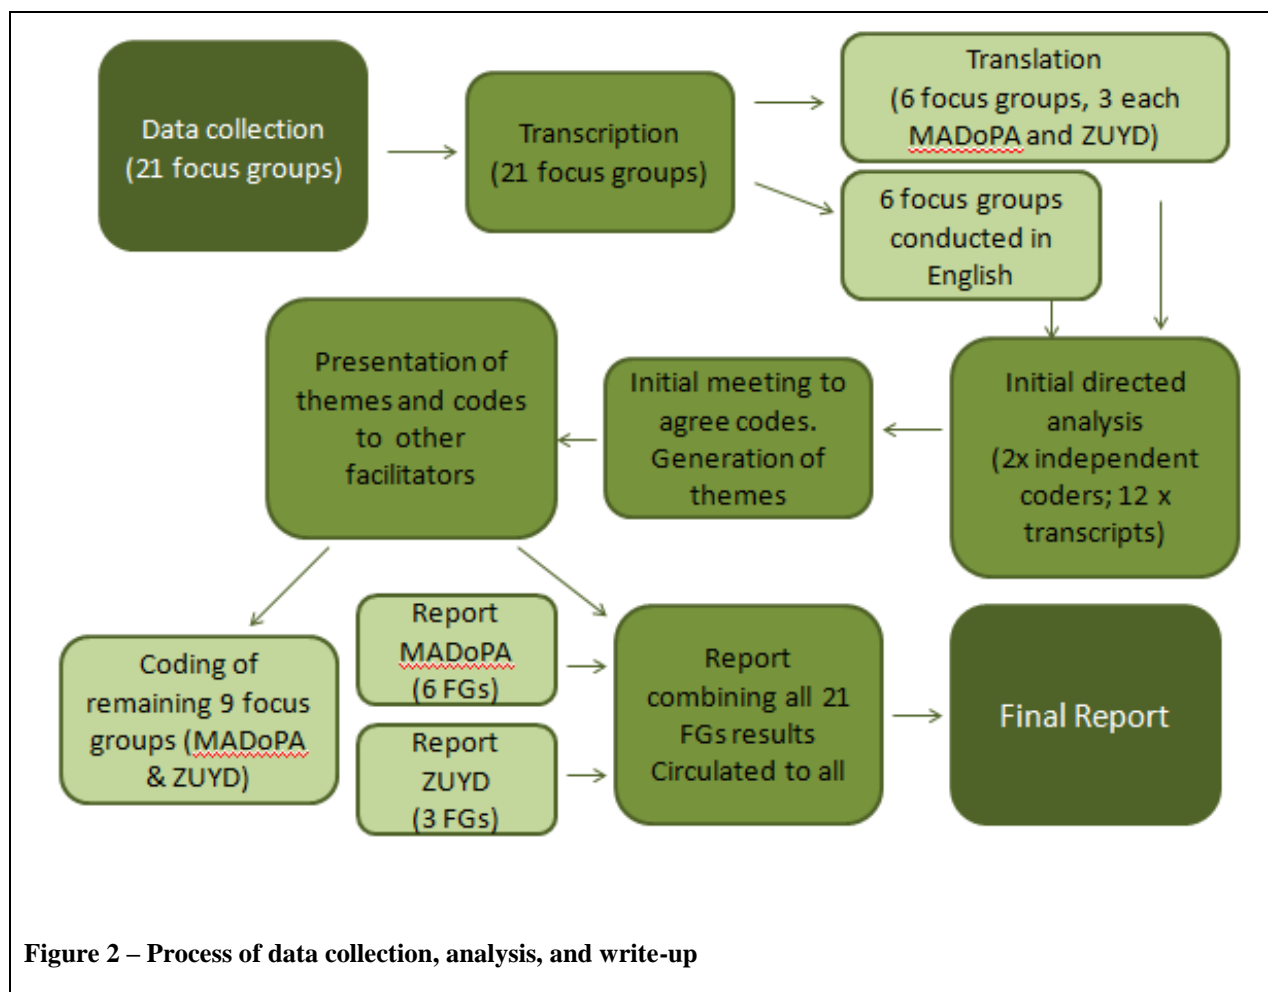 Data collection
(21 focus groups)
Transcription
(21 focus groups)
Translation
(6 focus groups, 3 each
MADoPA and ZUYD)
6 focus groups
conducted in
English
Initial directed
analysis
(2x independent
coders; 12 x
transcripts)
Initial meeting to
agree codes.
Generation of
themes
Presentation of
themes and codes
to other
facilitators
Coding of
remaining 9 focus
groups (MADoPA
& ZUYD)
Report
MADoPA
(6 FGs)
Report
ZUYD
(3 FGs)
Report
combining all 21
FGs results
Circulated to all
Final Report
Figure 2 – Process of data collection, analysis, and write-up